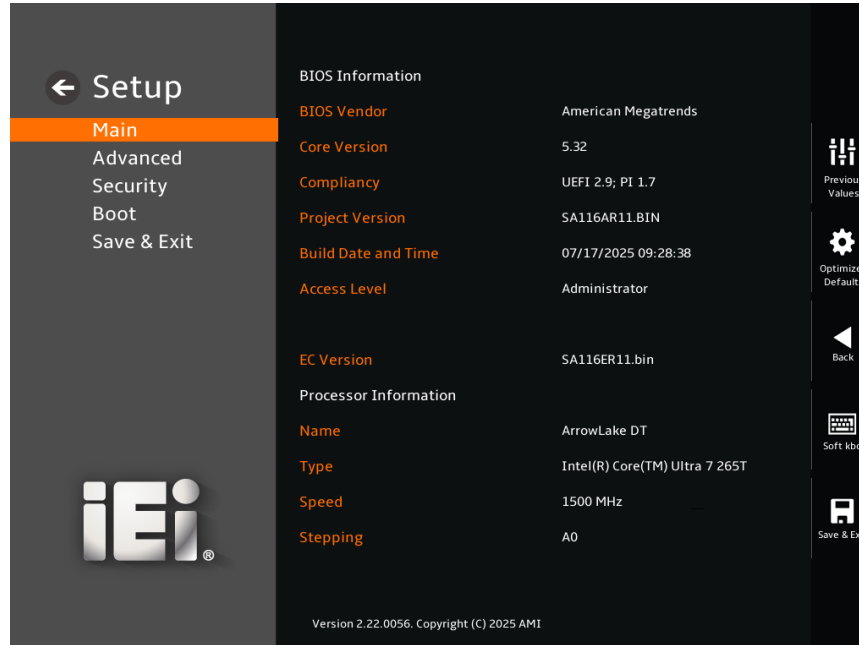 Setup
Main
Advanced
Security
Boot
Save & Exit
BIOS Information
BIOS Vendor American Megatrends
Core Version 5.32
Compliancy UEFI 2.9; PI 1.7
Project Version SA116AR11.BIN
Build Date and Time 07/17/2025 09:28:38
Access Level Administrator
EC Version SA116ER11.bin
Processor Information
Name ArrowLake DT
Type Intel(R) Core(TM) Ultra 7 265T
Speed 1500 MHz
Stepping A0
Version 2.22.0056. Copyright (C) 2025 AMI
iEi®
Values
Back
Soft
Save &